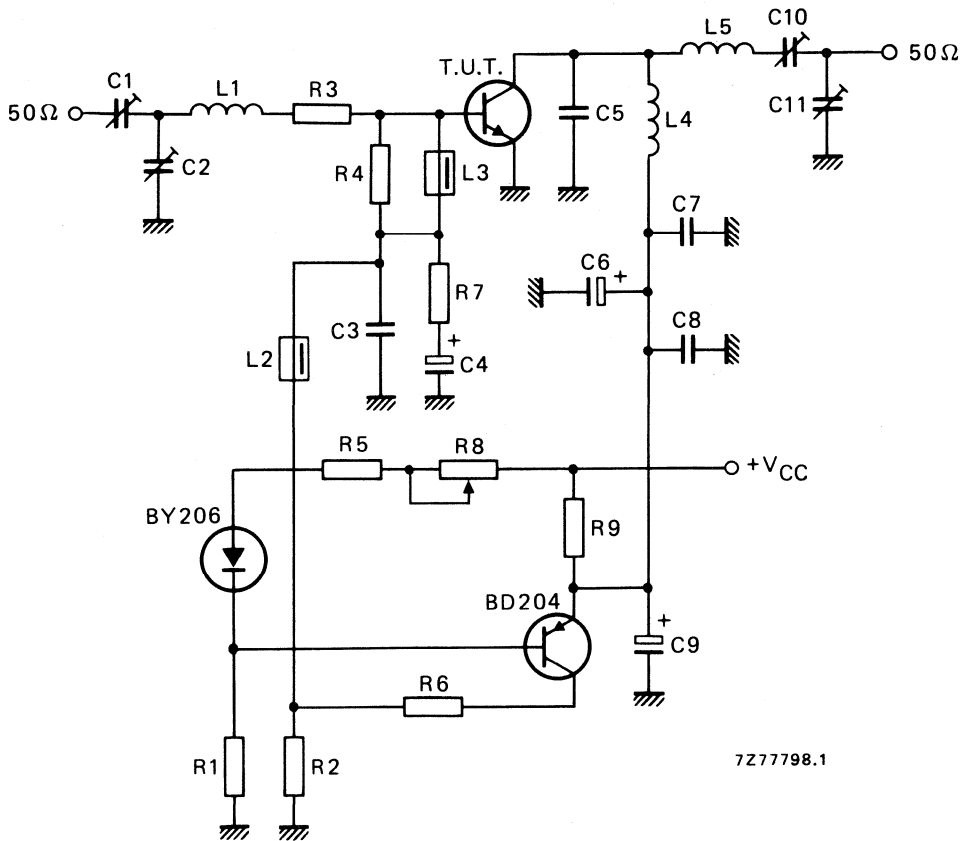 C10
L5
50Ω
T.U.T.
C1
L1
R3
C5
L4
C11
50Ω
C2
R4
L3
C7
C6
+
R7
C3
+
C4
C8
L2
R5
R8
+VCC
BY206
R9
BD204
+
C9
R6
R1
R2
7Z77798.1